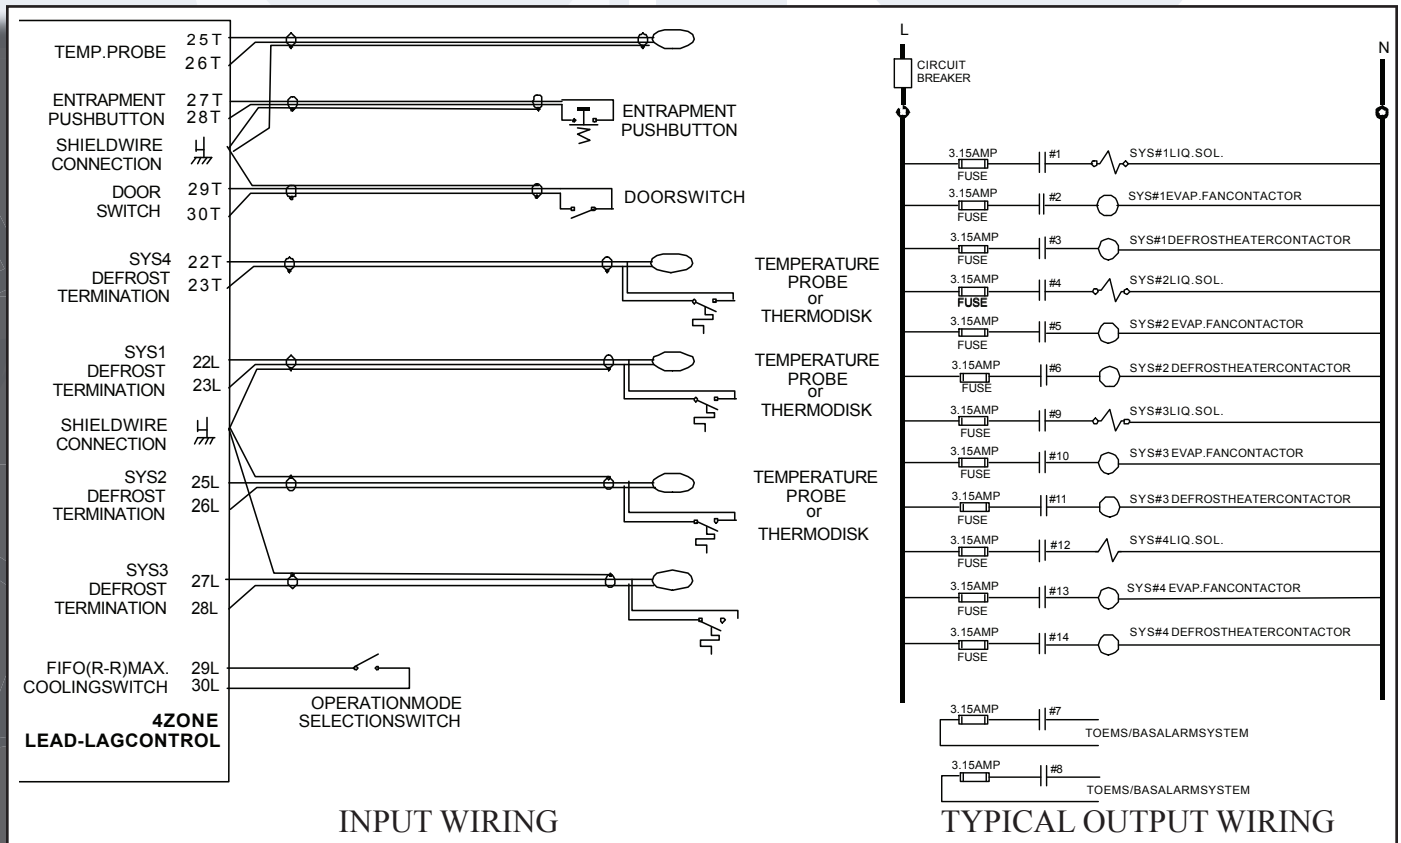 TEMP.PROBE
25T
26T
ENTRAPMENT
PUSHBUTTON
27T
28T
ENTRAPMENT
PUSHBUTTON
SHIELDWIRE
CONNECTION
DOOR
SWITCH
29T
30T
DOORSWITCH
SYS4
DEFROST
TERMINATION
22T
23T
TEMPERATURE
PROBE
or
THERMODISK
SYS1
DEFROST
TERMINATION
22L
23L
TEMPERATURE
PROBE
or
THERMODISK
SHIELDWIRE
CONNECTION
SYS2
DEFROST
TERMINATION
25L
26L
TEMPERATURE
PROBE
or
THERMODISK
SYS3
DEFROST
TERMINATION
27L
28L
FIFO(R-R)MAX.
COOLINGSWITCH
29L
30L
OPERATIONMODE
SELECTIONSWITCH
4ZONE
LEAD-LAGCONTROL
INPUT WIRING
L
N
CIRCUIT
BREAKER
3.15AMP
FUSE
#1
SYS#1LIQ.SOL.
3.15AMP
FUSE
#2
SYS#1EVAP.FANCONTACTOR
3.15AMP
FUSE
#3
SYS#1DEFROSTHEATERCONTACTOR
3.15AMP
FUSE
#4
SYS#2LIQ.SOL.
3.15AMP
FUSE
#5
SYS#2 EVAP.FANCONTACTOR
3.15AMP
FUSE
#6
SYS#2 DEFROSTHEATERCONTACTOR
3.15AMP
FUSE
#9
SYS#3LIQ.SOL.
3.15AMP
FUSE
#10
SYS#3 EVAP.FANCONTACTOR
3.15AMP
FUSE
#11
SYS#3 DEFROSTHEATERCONTACTOR
3.15AMP
FUSE
#12
SYS#4LIQ.SOL.
3.15AMP
FUSE
#13
SYS#4 EVAP.FANCONTACTOR
3.15AMP
FUSE
#14
SYS#4 DEFROSTHEATERCONTACTOR
3.15AMP
#7
TOEMS/BASALARMSYSTEM
3.15AMP
#8
TOEMS/BASALARMSYSTEM
TYPICAL OUTPUT WIRING